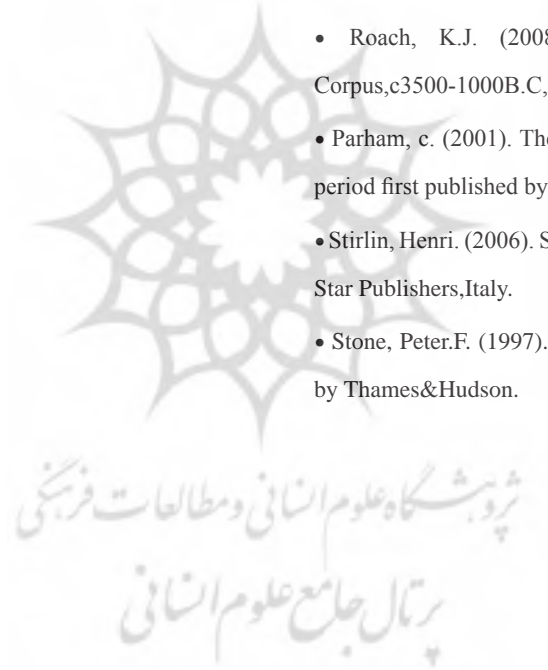 • Roach, K.J. (2008
Corpus,c3500-1000B.C,
• Parham, c. (2001). The
period first published by
• Stirlin, Henri. (2006). S
Star Publishers,Italy.
• Stone, Peter.F. (1997).
by Thames&Hudson.
پژوهشگاه علوم انسانی و مطالعات فرهنگی
پرتال جامع علوم انسانی